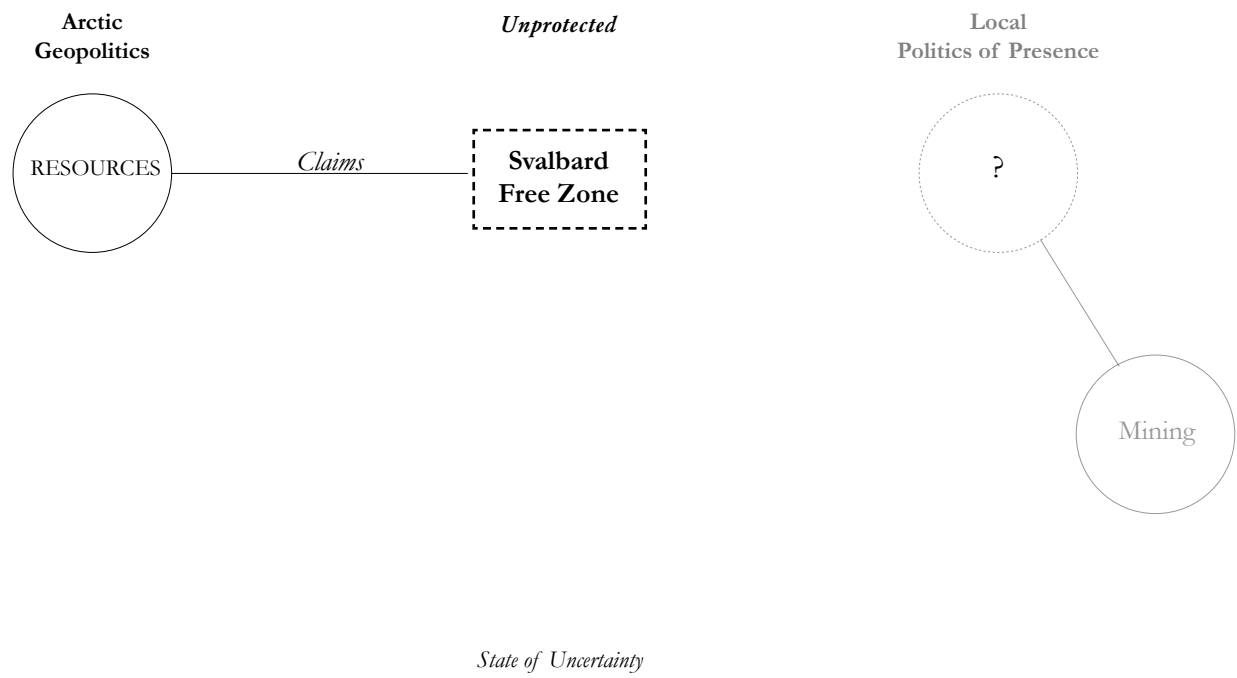 Arctic
Geopolitics
Unprotected
Local
Politics of Presence
RESOURCES
Claims
Svalbard
Free Zone
?
Mining
State of Uncertainty